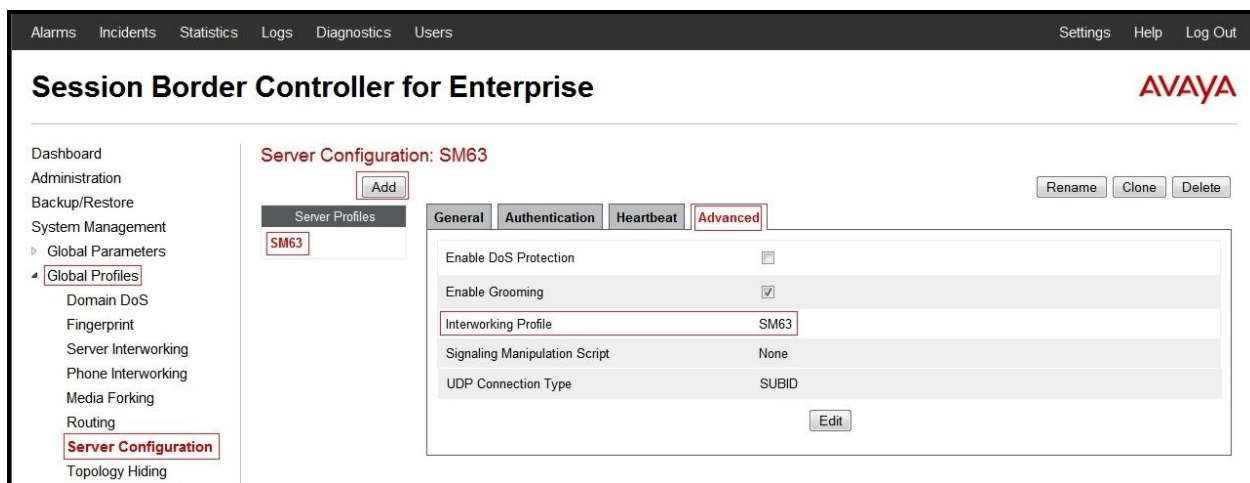 Alarms Incidents Statistics Logs Diagnostics Users Settings Help Log Out
Session Border Controller for Enterprise
AVAYA
Dashboard
Administration
Backup/Restore
System Management
Global Parameters
Global Profiles
Domain DoS
Fingerprint
Server Interworking
Phone Interworking
Media Forking
Routing
Server Configuration
Topology Hiding
Server Configuration: SM63
Add
Rename Clone Delete
Server Profiles
SM63
General Authentication Heartbeat Advanced
Enable DoS Protection
Enable Grooming
Interworking Profile SM63
Signaling Manipulation Script None
UDP Connection Type SUBID
Edit